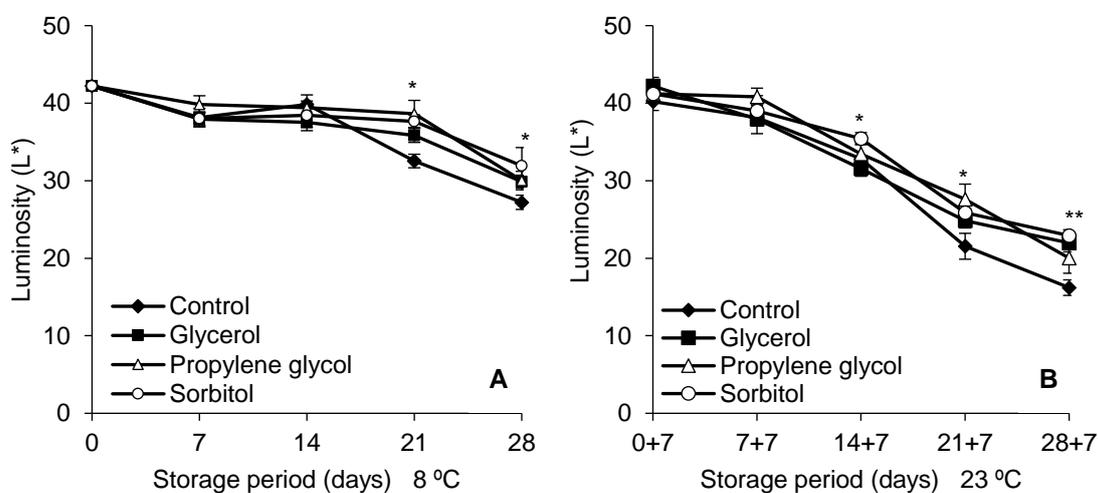 50
40
30
20
10
0
Luminosity (L*)
*
*
Control
Glycerol
Propylene glycol
Sorbitol
A
0 7 14 21 28
Storage period (days) 8 ºC
50
40
30
20
10
0
Luminosity (L*)
*
*
**
Control
Glycerol
Propylene glycol
Sorbitol
B
0+7 7+7 14+7 21+7 28+7
Storage period (days) 23 ºC